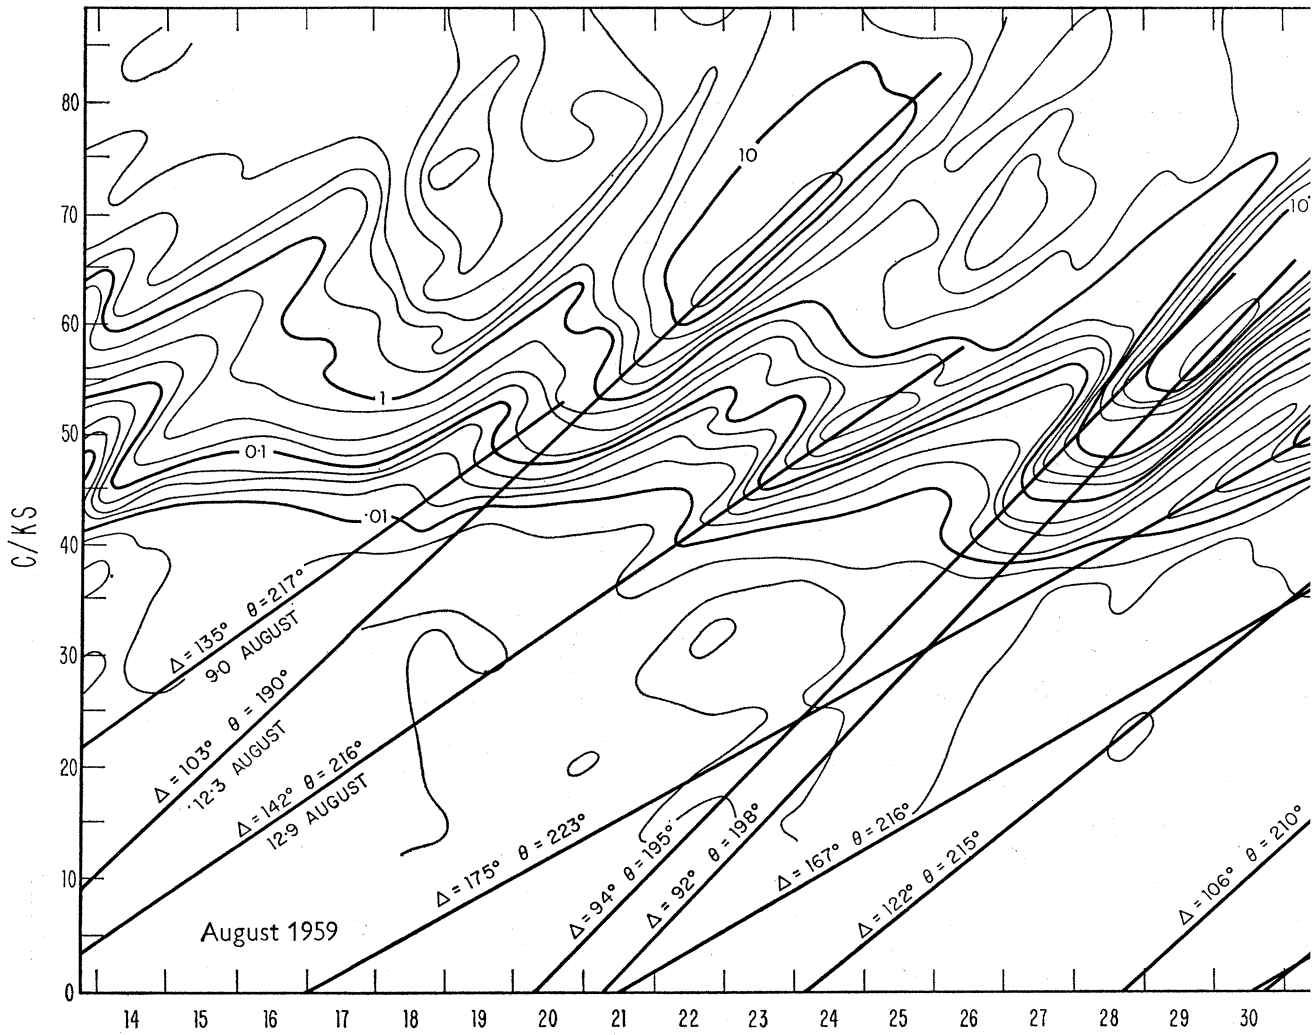 80
70
60
50
40
30
20
10
0
C/KS
10
10
1
0·1
·01
Δ = 135° θ = 217°
9·0 AUGUST
Δ = 103° θ = 190°
12·3 AUGUST
Δ = 142° θ = 216°
12·9 AUGUST
Δ = 175° θ = 223°
Δ = 94° θ = 195°
Δ = 92° θ = 198°
Δ = 167° θ = 216°
Δ = 122° θ = 215°
Δ = 106° θ = 210°
August 1959
14 15 16 17 18 19 20 21 22 23 24 26 27 28 29 30